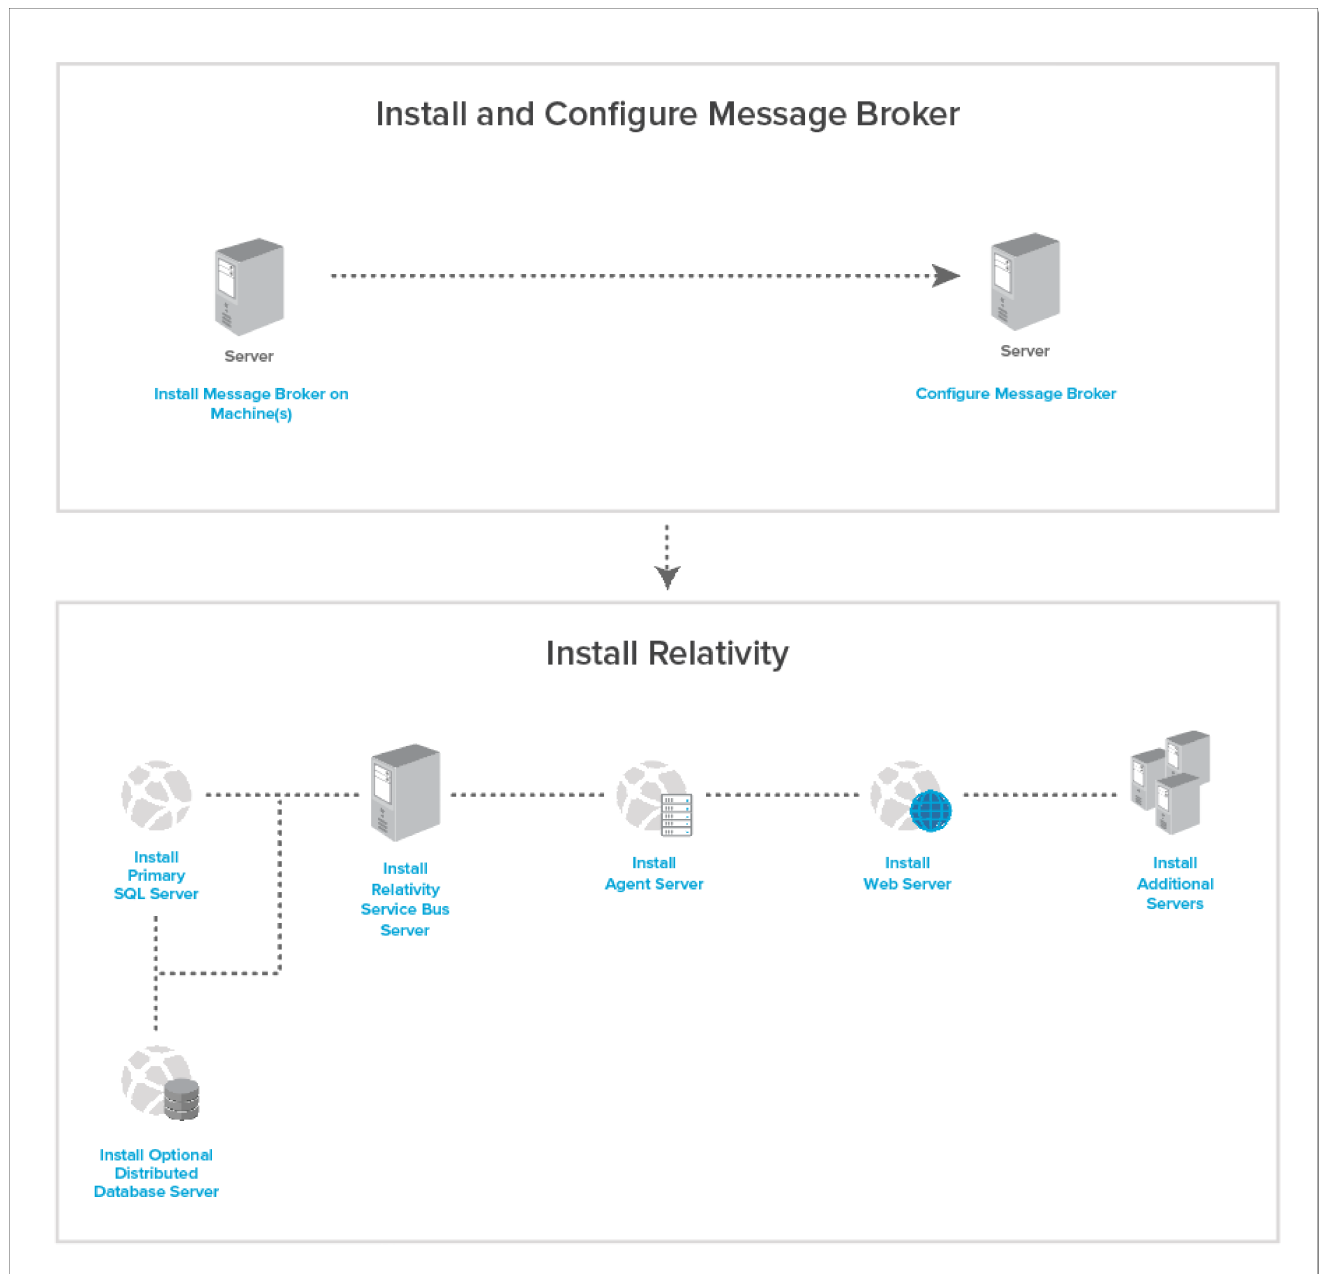 Install and Configure Message Broker
Server
Install Message Broker on
Machine(s)
Server
Configure Message Broker
Install Relativity
Install
Primary
SQL Server
Install
Relativity
Service Bus
Server
Install
Agent Server
Install
Web Server
Install
Additional
Servers
Install Optional
Distributed
Database Server